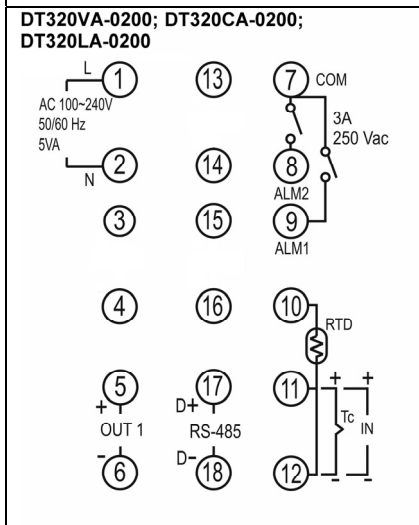 DT320VA-0200; DT320CA-0200;
DT320LA-0200
L
1
13
7
COM
AC 100~240V
50/60 Hz
5VA
3A
250 Vac
N
2
14
8
ALM2
3
15
9
ALM1
4
16
10
RTD
5
17
11
+
+
+
D+
OUT 1
RS-485
Tc
IN
-
D-
6
18
12
-
-